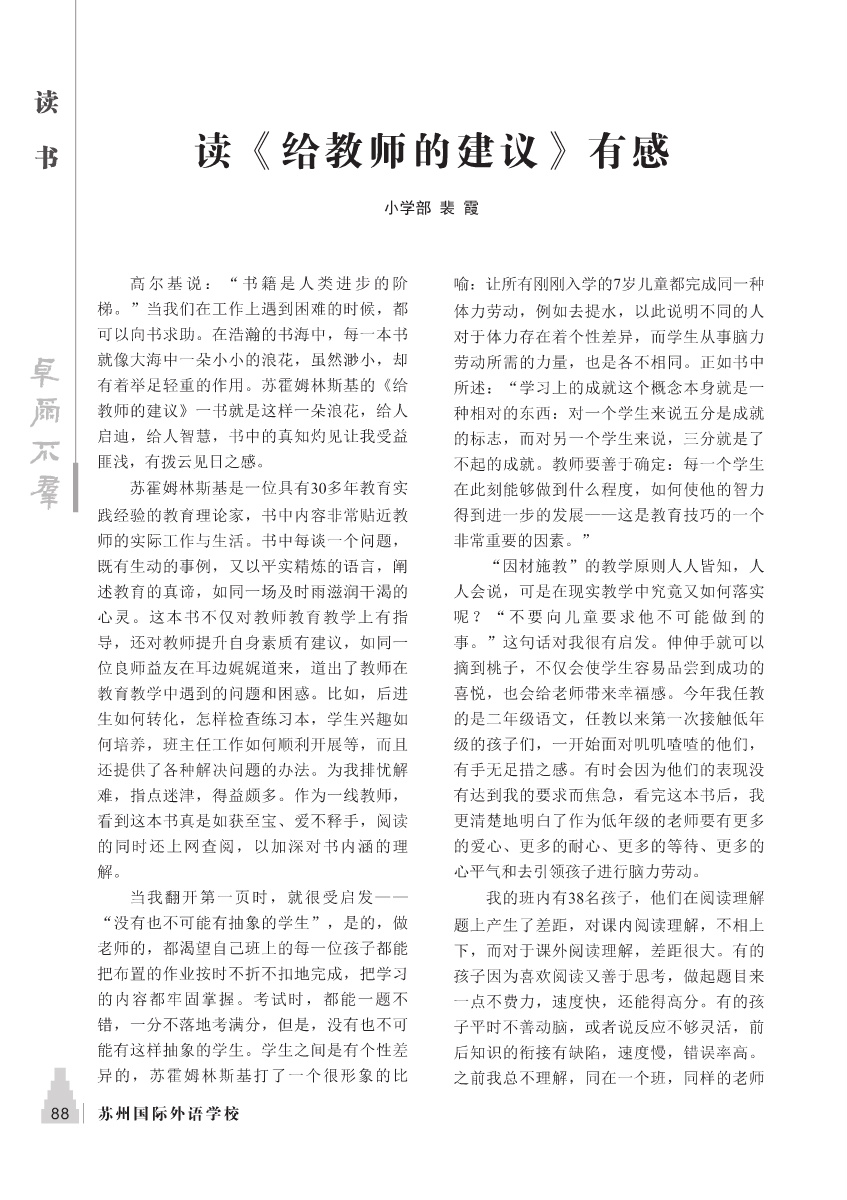 读
书
读《给教师的建议》有感
小学部 裴 霞
高尔基说：“书籍是人类进步的阶
梯。”当我们在工作上遇到困难的时候，都
可以向书求助。在浩瀚的书海中，每一本书
就像大海中一朵小小的浪花，虽然渺小，却
有着举足轻重的作用。苏霍姆林斯基的《给
教师的建议》一书就是这样一朵浪花，给人
启迪，给人智慧，书中的真知灼见让我受益
匪浅，有拨云见日之感。
苏霍姆林斯基是一位具有30多年教育实
践经验的教育理论家，书中内容非常贴近教
师的实际工作与生活。书中每谈一个问题，
既有生动的事例，又以平实精炼的语言，阐
述教育的真谛，如同一场及时雨滋润干渴的
心灵。这本书不仅对教师教育教学上有指
导，还对教师提升自身素质有建议，如同一
位良师益友在耳边娓娓道来，道出了教师在
教育教学中遇到的问题和困惑。比如，后进
生如何转化，怎样检查练习本，学生兴趣如
何培养，班主任工作如何顺利开展等，而且
还提供了各种解决问题的办法。为我排忧解
难，指点迷津，得益颇多。作为一线教师，
看到这本书真是如获至宝、爱不释手，阅读
的同时还上网查阅，以加深对书内涵的理
解。
当我翻开第一页时，就很受启发——
“没有也不可能有抽象的学生”，是的，做
老师的，都渴望自己班上的每一位孩子都能
把布置的作业按时不折不扣地完成，把学习
的内容都牢固掌握。考试时，都能一题不
错，一分不落地考满分，但是，没有也不可
能有这样抽象的学生。学生之间是有个性差
异的，苏霍姆林斯基打了一个很形象的比
喻：让所有刚刚入学的7岁儿童都完成同一种
体力劳动，例如去提水，以此说明不同的人
对于体力存在着个性差异，而学生从事脑力
劳动所需的力量，也是各不相同。正如书中
所述：“学习上的成就这个概念本身就是一
种相对的东西：对一个学生来说五分是成就
的标志，而对另一个学生来说，三分就是了
不起的成就。教师要善于确定：每一个学生
在此刻能够做到什么程度，如何使他的智力
得到进一步的发展——这是教育技巧的一个
非常重要的因素。”
“因材施教”的教学原则人人皆知，人
人会说，可是在现实教学中究竟又如何落实
呢？“不要向儿童要求他不可能做到的
事。”这句话对我很有启发。伸伸手就可以
摘到桃子，不仅会使学生容易品尝到成功的
喜悦，也会给老师带来幸福感。今年我任教
的是二年级语文，任教以来第一次接触低年
级的孩子们，一开始面对叽叽喳喳的他们，
有手无足措之感。有时会因为他们的表现没
有达到我的要求而焦急，看完这本书后，我
更清楚地明白了作为低年级的老师要有更多
的爱心、更多的耐心、更多的等待、更多的
心平气和去引领孩子进行脑力劳动。
我的班内有38名孩子，他们在阅读理解
题上产生了差距，对课内阅读理解，不相上
下，而对于课外阅读理解，差距很大。有的
孩子因为喜欢阅读又善于思考，做起题目来
一点不费力，速度快，还能得高分。有的孩
子平时不善动脑，或者说反应不够灵活，前
后知识的衔接有缺陷，速度慢，错误率高。
之前我总不理解，同在一个班，同样的老师
卓
尔
不
群
88
苏州国际外语学校